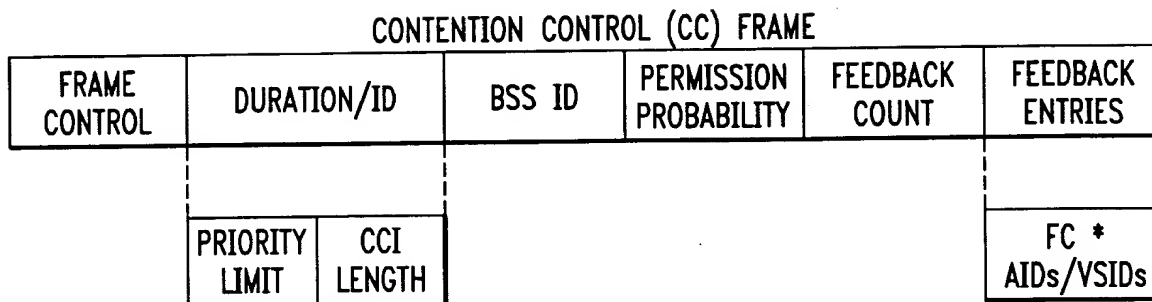 CONTENTION CONTROL (CC) FRAME
FRAME CONTROL
DURATION/ID
BSS ID
PERMISSION PROBABILITY
FEEDBACK COUNT
FEEDBACK ENTRIES
PRIORITY LIMIT
CCI LENGTH
FC *
AIDs/VSIDs